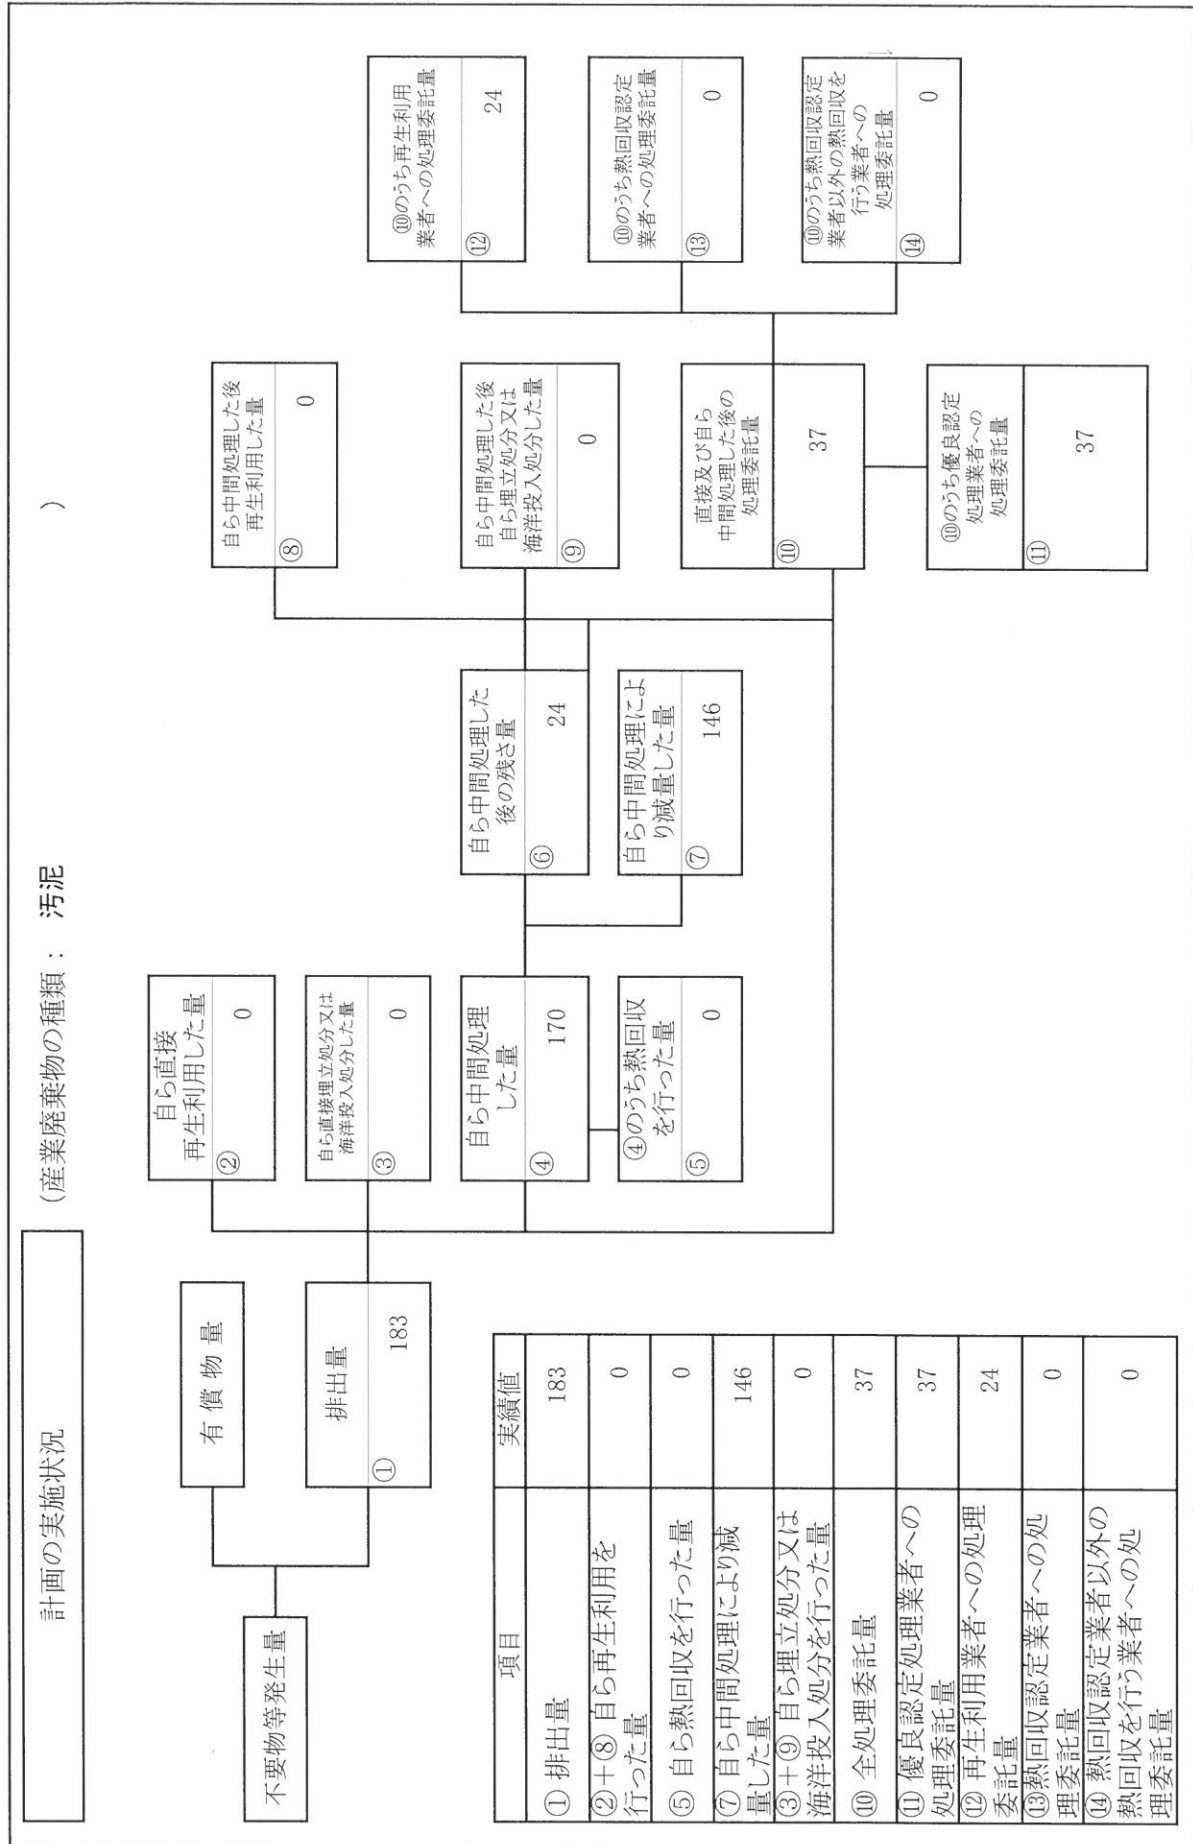 計画の実施状況
(産業廃棄物の種類： 汚泥 )
不要物等発生量
有 償 物 量
排出量
① 183
自ら直接
再生利用した量
② 0
自ら直接埋立処分又は
海洋投入処分した量
③ 0
自ら中間処理
した量
④ 170
④のうち熱回収
を行った量
⑤ 0
自ら中間処理した
後の残さ量
⑥ 24
自ら中間処理によ
り減量した量
⑦ 146
自ら中間処理した後
再生利用した量
⑧ 0
自ら中間処理した後
自ら埋立処分又は
海洋投入処分した量
⑨ 0
直接及び自ら
中間処理した後の
処理委託量
⑩ 37
⑩のうち優良認定
処理業者への
処理委託量
⑪ 37
⑩のうち再生利用
業者への処理委託量
⑫ 24
⑩のうち熱回収認定
業者への処理委託量
⑬ 0
⑩のうち熱回収認定
業者以外の熱回収を
行う業者への
処理委託量
⑭ 0
項目 実績値
① 排出量 183
②＋⑧ 自ら再生利用を
行った量 0
⑤ 自ら熱回収を行った量 0
⑦ 自ら中間処理により減
量した量 146
③＋⑨ 自ら埋立処分又は
海洋投入処分を行った量 0
⑩ 全処理委託量 37
⑪ 優良認定処理業者への
処理委託量 37
⑫ 再生利用業者への処理
委託量 24
⑬熱回収認定業者への処
理委託量 0
⑭ 熱回収認定業者以外の
熱回収を行う業者への処
理委託量 0